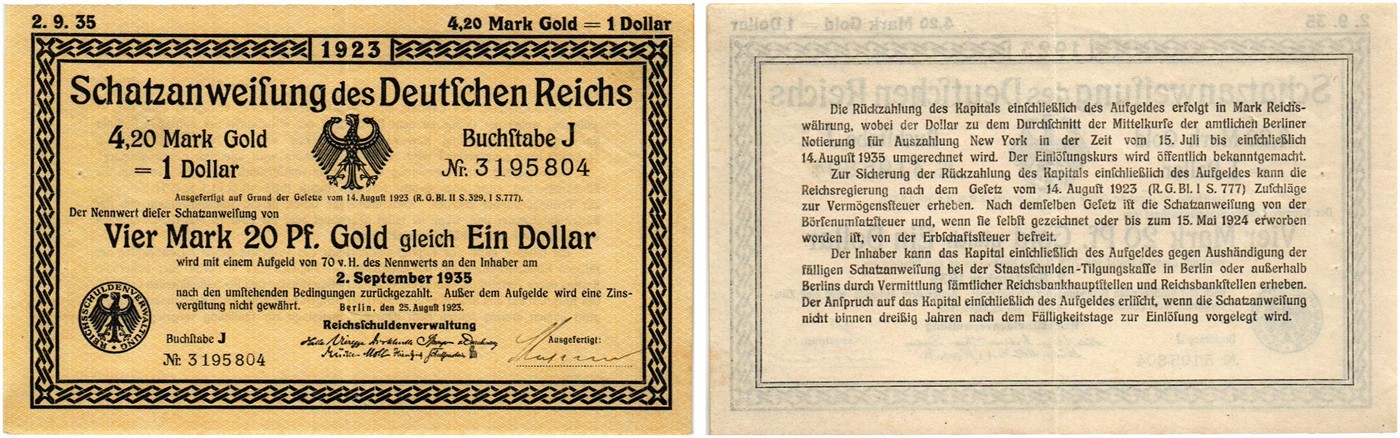 2. 9. 35
4,20 Mark Gold = 1 Dollar
1923
Schatzanweiſung des Deutſchen Reichs
4,20 Mark Gold
= 1 Dollar
Buchſtabe J
Nr. 3195804
Ausgefertigt auf Grund der Geſetze vom 14. Auguſt 1923 (R. G. Bl. II S. 329, I S. 777).
Der Nennwert dieſer Schatzanweiſung von
Vier Mark 20 Pf. Gold gleich Ein Dollar
wird mit einem Aufgeld von 70 v. H. des Nennwerts an den Inhaber am
2. September 1935
nach den umſtehenden Bedingungen zurückgezahlt. Außer dem Aufgelde wird eine Zins-
vergütung nicht gewährt.
Berlin, den 25. Auguſt 1923.
REICHSSCHULDENVERWALTUNG
Buchſtabe J
Nr. 3195804
Reichsſchuldenverwaltung
Ausgefertigt:
Die Rückzahlung des Kapitals einſchließlich des Aufgeldes erfolgt in Mark Reichs-
währung, wobei der Dollar zu dem Durchſchnitt der Mittelkurſe der amtlichen Berliner
Notierung für Auszahlung New York in der Zeit vom 15. Juli bis einſchließlich
14. Auguſt 1935 umgerechnet wird. Der Einlöſungskurs wird öffentlich bekanntgemacht.
Zur Sicherung der Rückzahlung des Kapitals einſchließlich des Aufgeldes kann die
Reichsregierung nach dem Geſetz vom 14. Auguſt 1923 (R. G. Bl. I S. 777) Zuſchläge
zur Vermögensſteuer erheben. Nach demſelben Geſetz iſt die Schatzanweiſung von der
Börſenumſatzſteuer und, wenn ſie ſelbſt gezeichnet oder bis zum 15. Mai 1924 erworben
worden iſt, von der Erbſchaftſteuer befreit.
Der Inhaber kann das Kapital einſchließlich des Aufgeldes gegen Aushändigung der
fälligen Schatzanweiſung bei der Staatsſchulden-Tilgungskaſſe in Berlin oder außerhalb
Berlins durch Vermittlung ſämtlicher Reichsbankhauptſtellen und Reichsbankſtellen erheben.
Der Anſpruch auf das Kapital einſchließlich des Aufgeldes erliſcht, wenn die Schatzanweiſung
nicht binnen dreißig Jahren nach dem Fälligkeitstage zur Einlöſung vorgelegt wird.